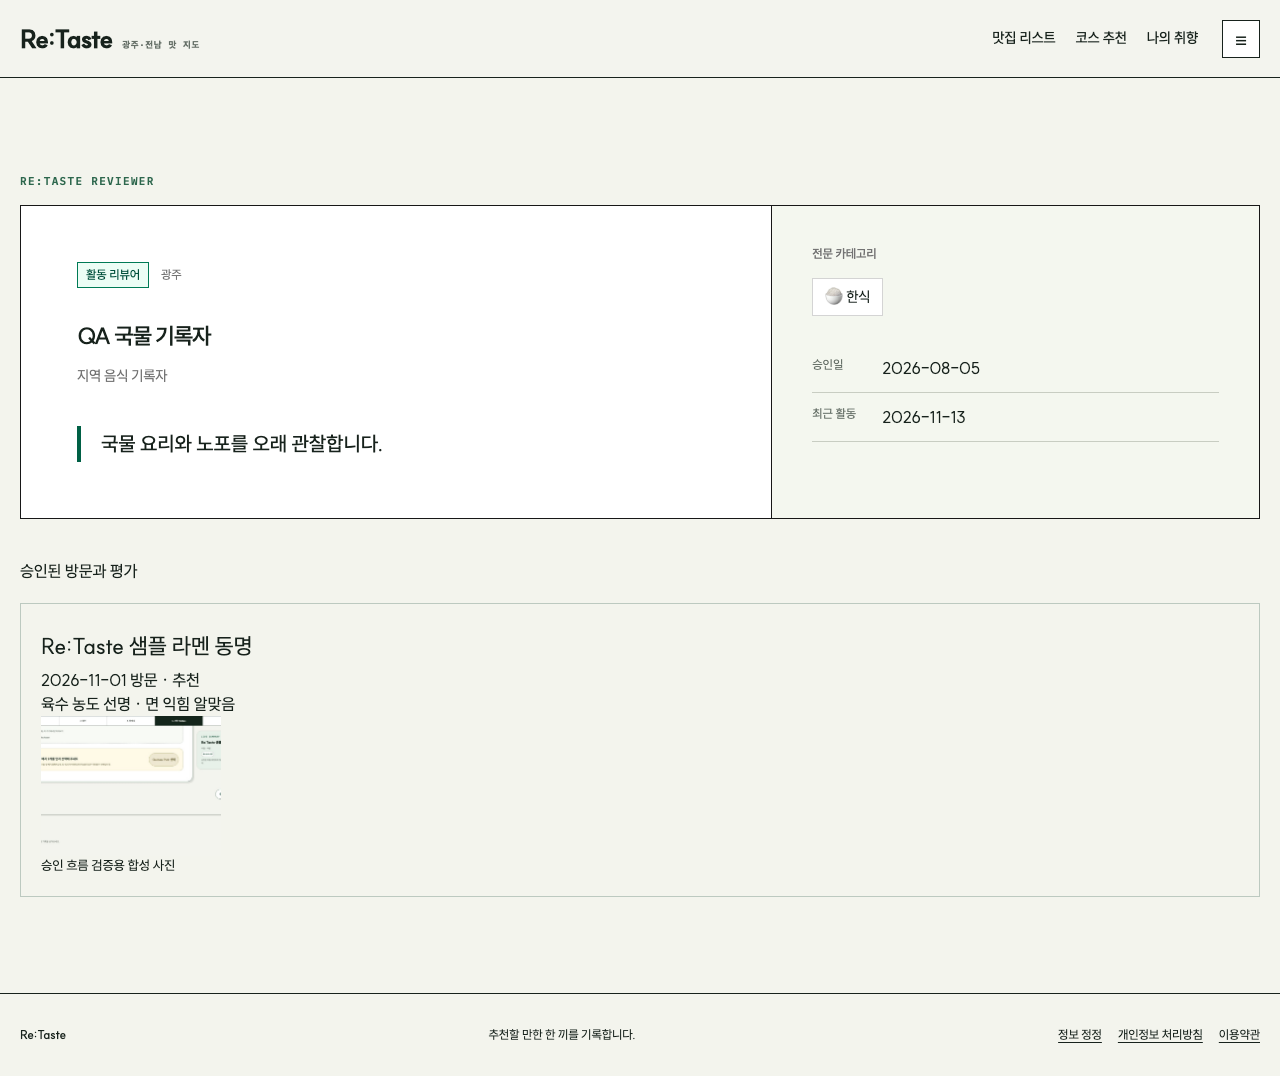 Re:Taste 광주·전남 맛 지도
맛집 리스트 코스 추천 나의 취향
RE:TASTE REVIEWER
활동 리뷰어 광주
QA 국물 기록자
지역 음식 기록자
국물 요리와 노포를 오래 관찰합니다.
전문 카테고리
한식
승인일 2026-08-05
최근 활동 2026-11-13
승인된 방문과 평가
Re:Taste 샘플 라멘 동명
2026-11-01 방문 · 추천
육수 농도 선명 · 면 익힘 알맞음
승인 흐름 검증용 합성 사진
Re:Taste
추천할 만한 한 끼를 기록합니다.
정보 정정 개인정보 처리방침 이용약관